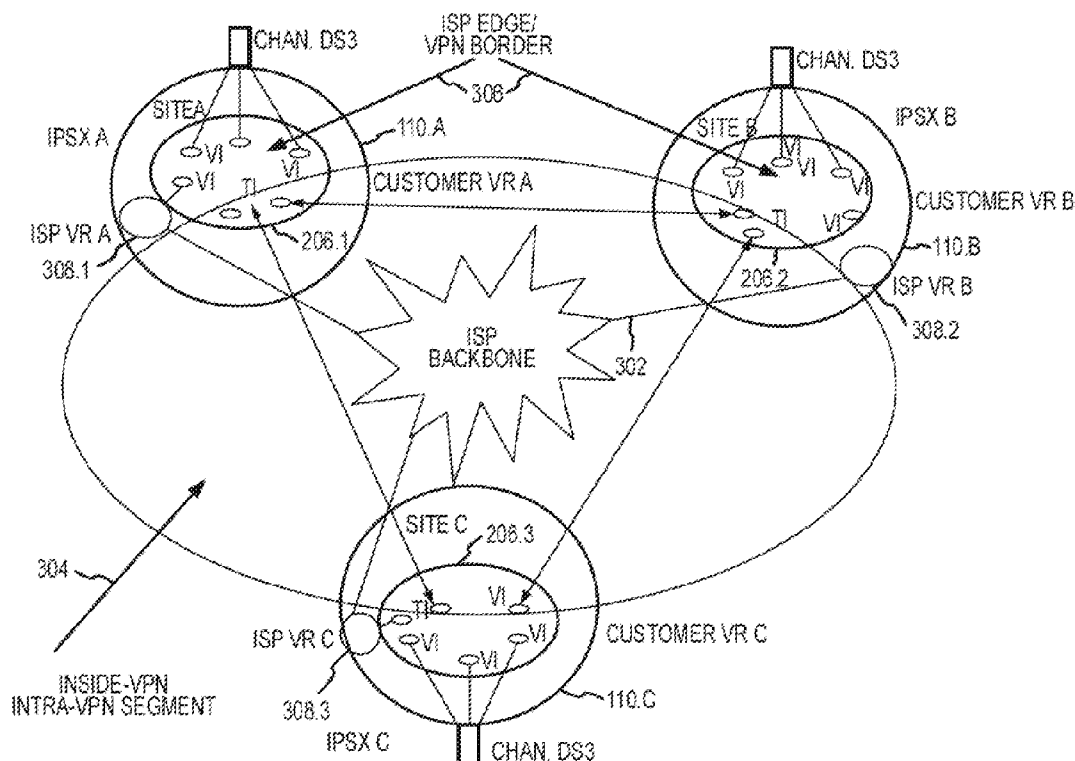 ISP EDGE/
VPN BORDER
CHAN. DS3
CHAN. DS3
306
SITEA
IPSX A
110.A
SITE B
IPSX B
VI
VI
VI
TI
CUSTOMER VR A
VI
VI
VI
VI
TI
CUSTOMER VR B
ISP VR A
308.1
206.1
206.2
110.B
ISP VR B
308.2
ISP
BACKBONE
302
SITE C
206.3
304
TI
VI
VI
VI
VI
ISP VR C
CUSTOMER VR C
INSIDE-VPN
INTRA-VPN SEGMENT
308.3
110.C
IPSX C
CHAN. DS3